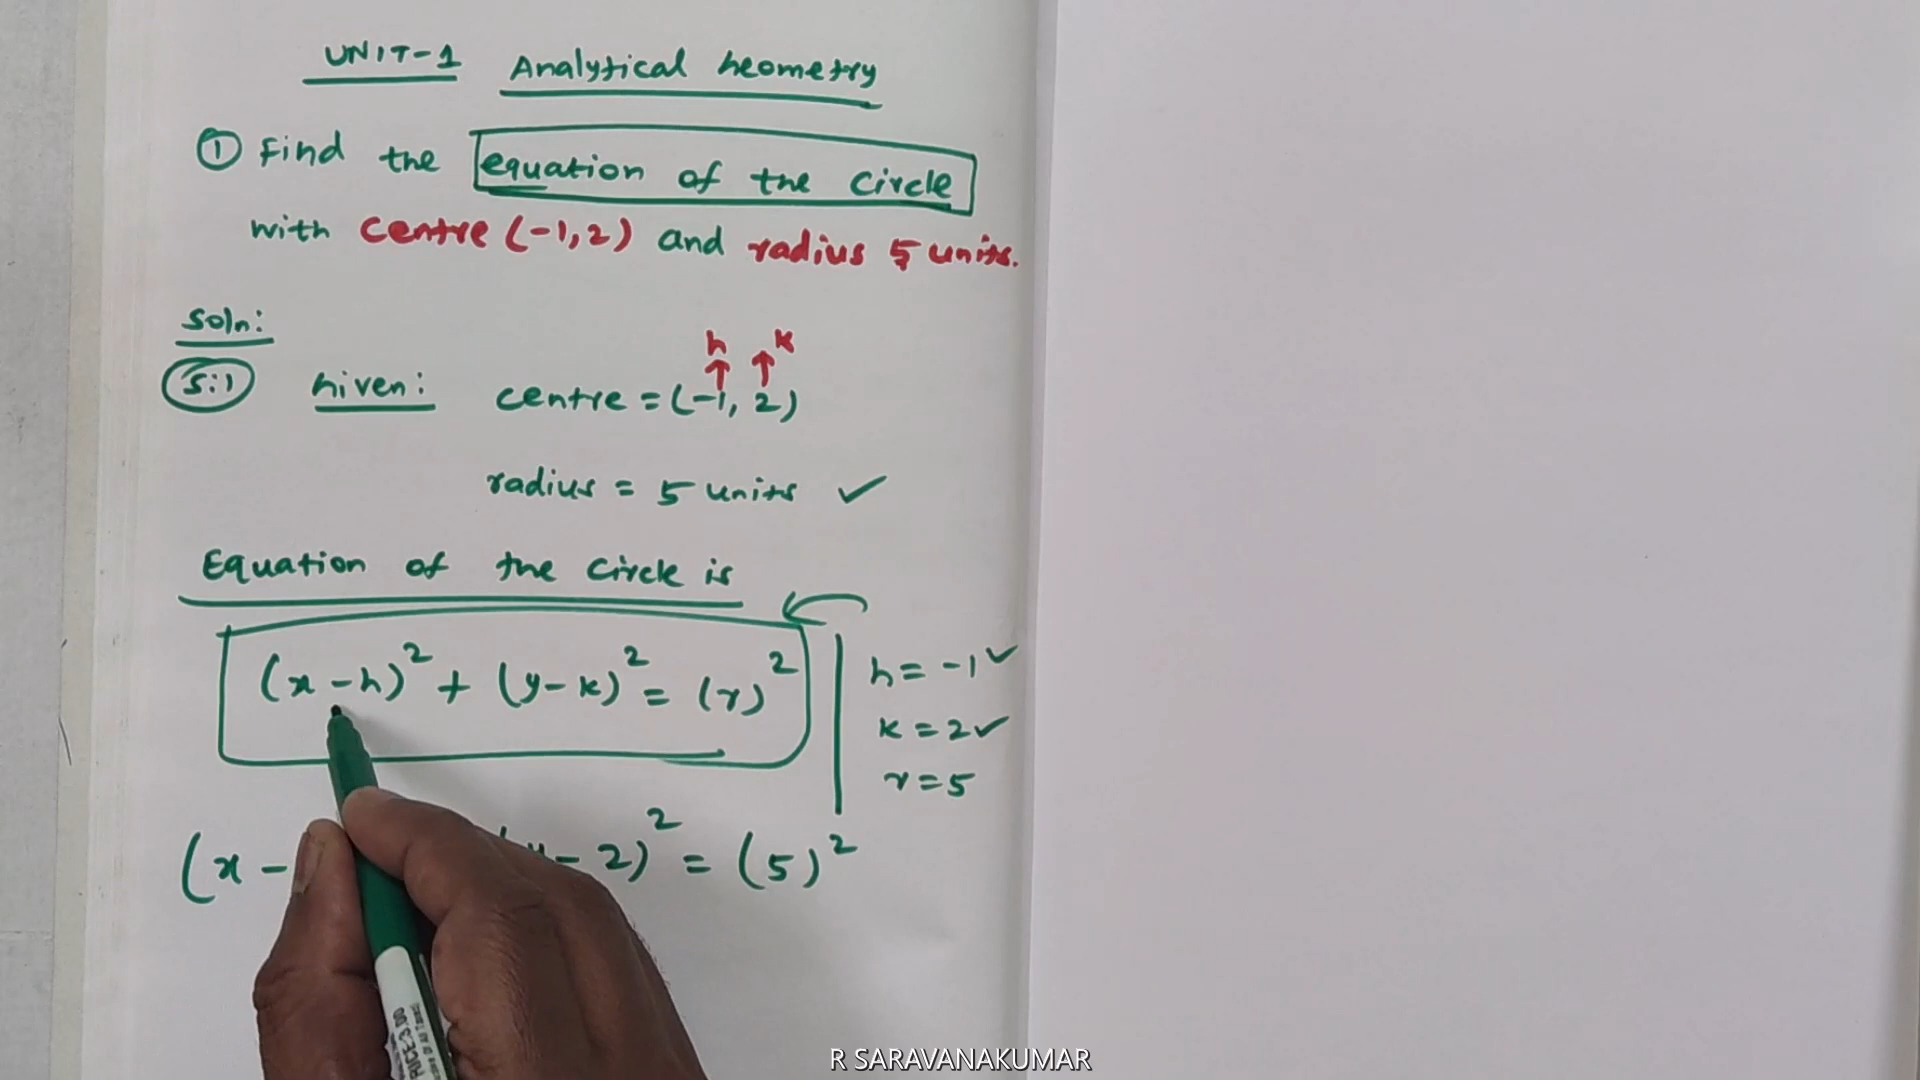 UNIT-1 Analytical Geometry
① Find the equation of the circle
with centre (-1,2) and radius 5 units.
Soln:
S:1 Given: centre = (-1, 2)
h k
radius = 5 units ✓
Equation of the circle is
(x-h)² + (y-k)² = (r)²
h = -1 ✓
k = 2 ✓
r = 5
(x - y - 2)² = (5)²
R SARAVANAKUMAR